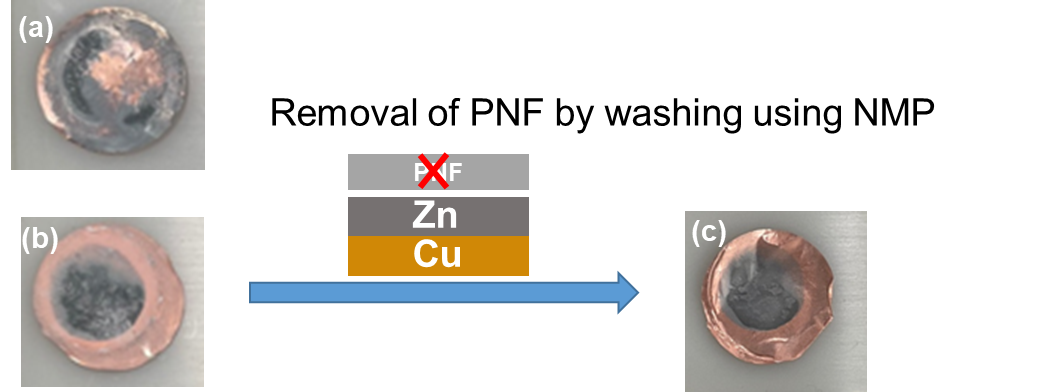 (a)
Removal of PNF by washing using NMP
PNF
Zn
(b)
(c)
Cu